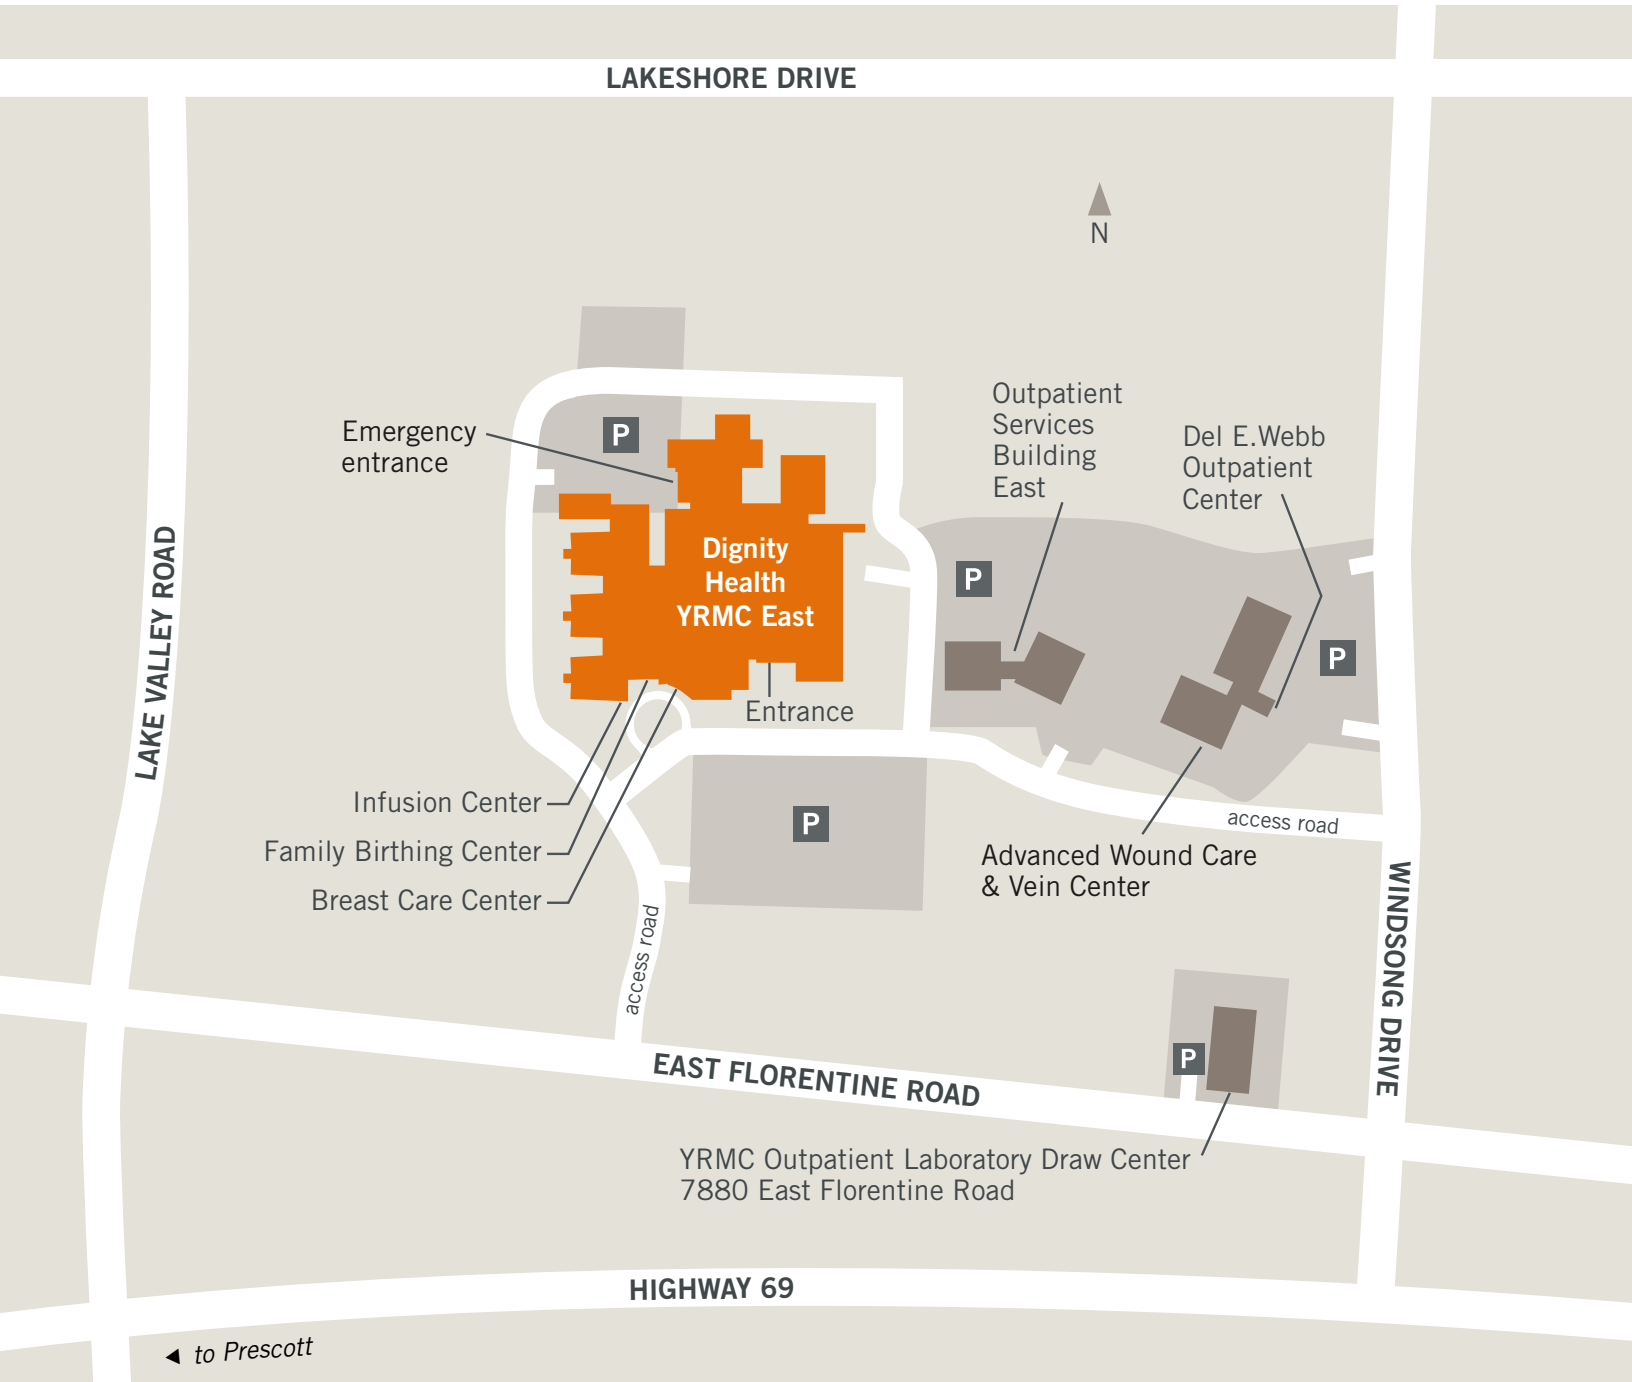 LAKESHORE DRIVE
N
Emergency
entrance
P
Outpatient
Services
Building
East
Del E.Webb
Outpatient
Center
LAKE VALLEY ROAD
Dignity
Health
YRMC East
P
P
Entrance
Infusion Center
Family Birthing Center
Breast Care Center
P
access road
Advanced Wound Care
& Vein Center
WINDSONG DRIVE
access road
EAST FLORENTINE ROAD
P
YRMC Outpatient Laboratory Draw Center
7880 East Florentine Road
HIGHWAY 69
◄ to Prescott